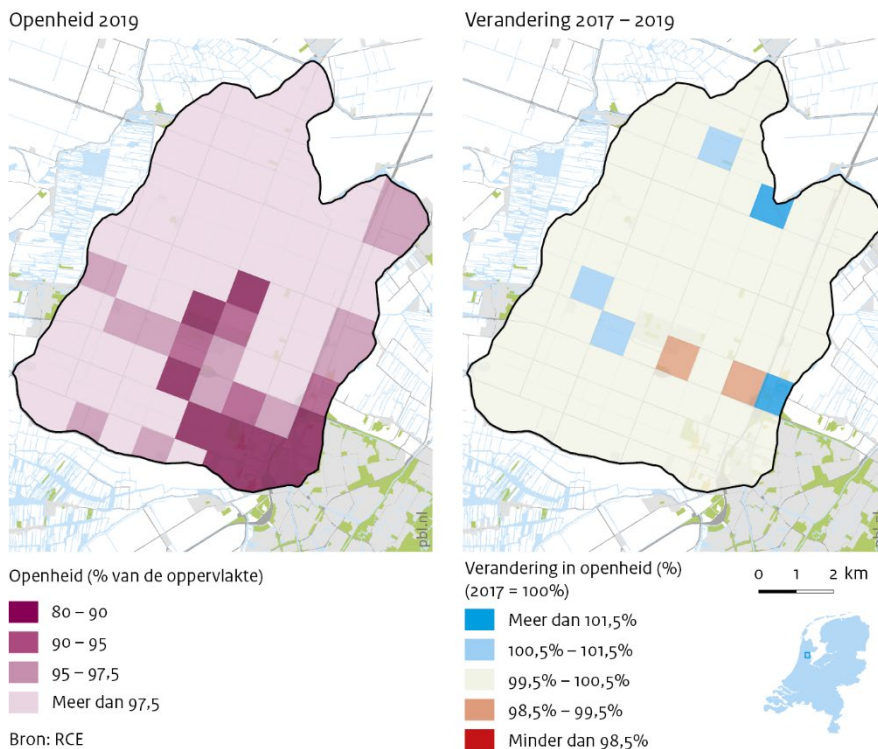 Openheid 2019
pbl.nl
Openheid (% van de oppervlakte)
80 – 90
90 – 95
95 – 97,5
Meer dan 97,5
Bron: RCE
Verandering 2017 – 2019
pbl.nl
Verandering in openheid (%)
(2017 = 100%)
Meer dan 101,5%
100,5% – 101,5%
99,5% – 100,5%
98,5% – 99,5%
Minder dan 98,5%
0 1 2 km